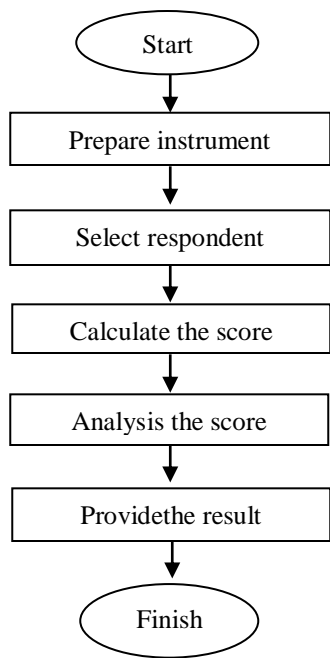 Start
Prepare instrument
Select respondent
Calculate the score
Analysis the score
Providethe result
Finish